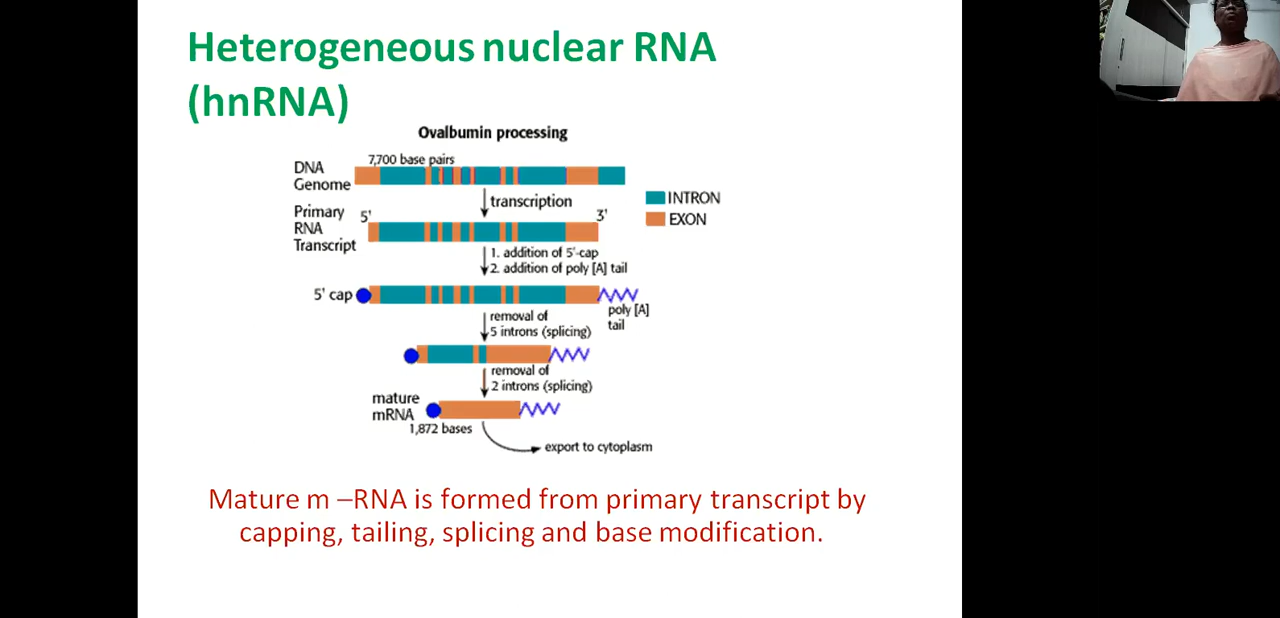 Heterogeneous nuclear RNA
(hnRNA)
Ovalbumin processing
7,700 base pairs
DNA
Genome
transcription
INTRON
EXON
Primary
RNA
Transcript
5'
3'
1. addition of 5'-cap
2. addition of poly [A] tail
5' cap
poly [A]
tail
removal of
5 introns (splicing)
removal of
2 introns (splicing)
mature
mRNA
1,872 bases
export to cytoplasm
Mature m –RNA is formed from primary transcript by
capping, tailing, splicing and base modification.